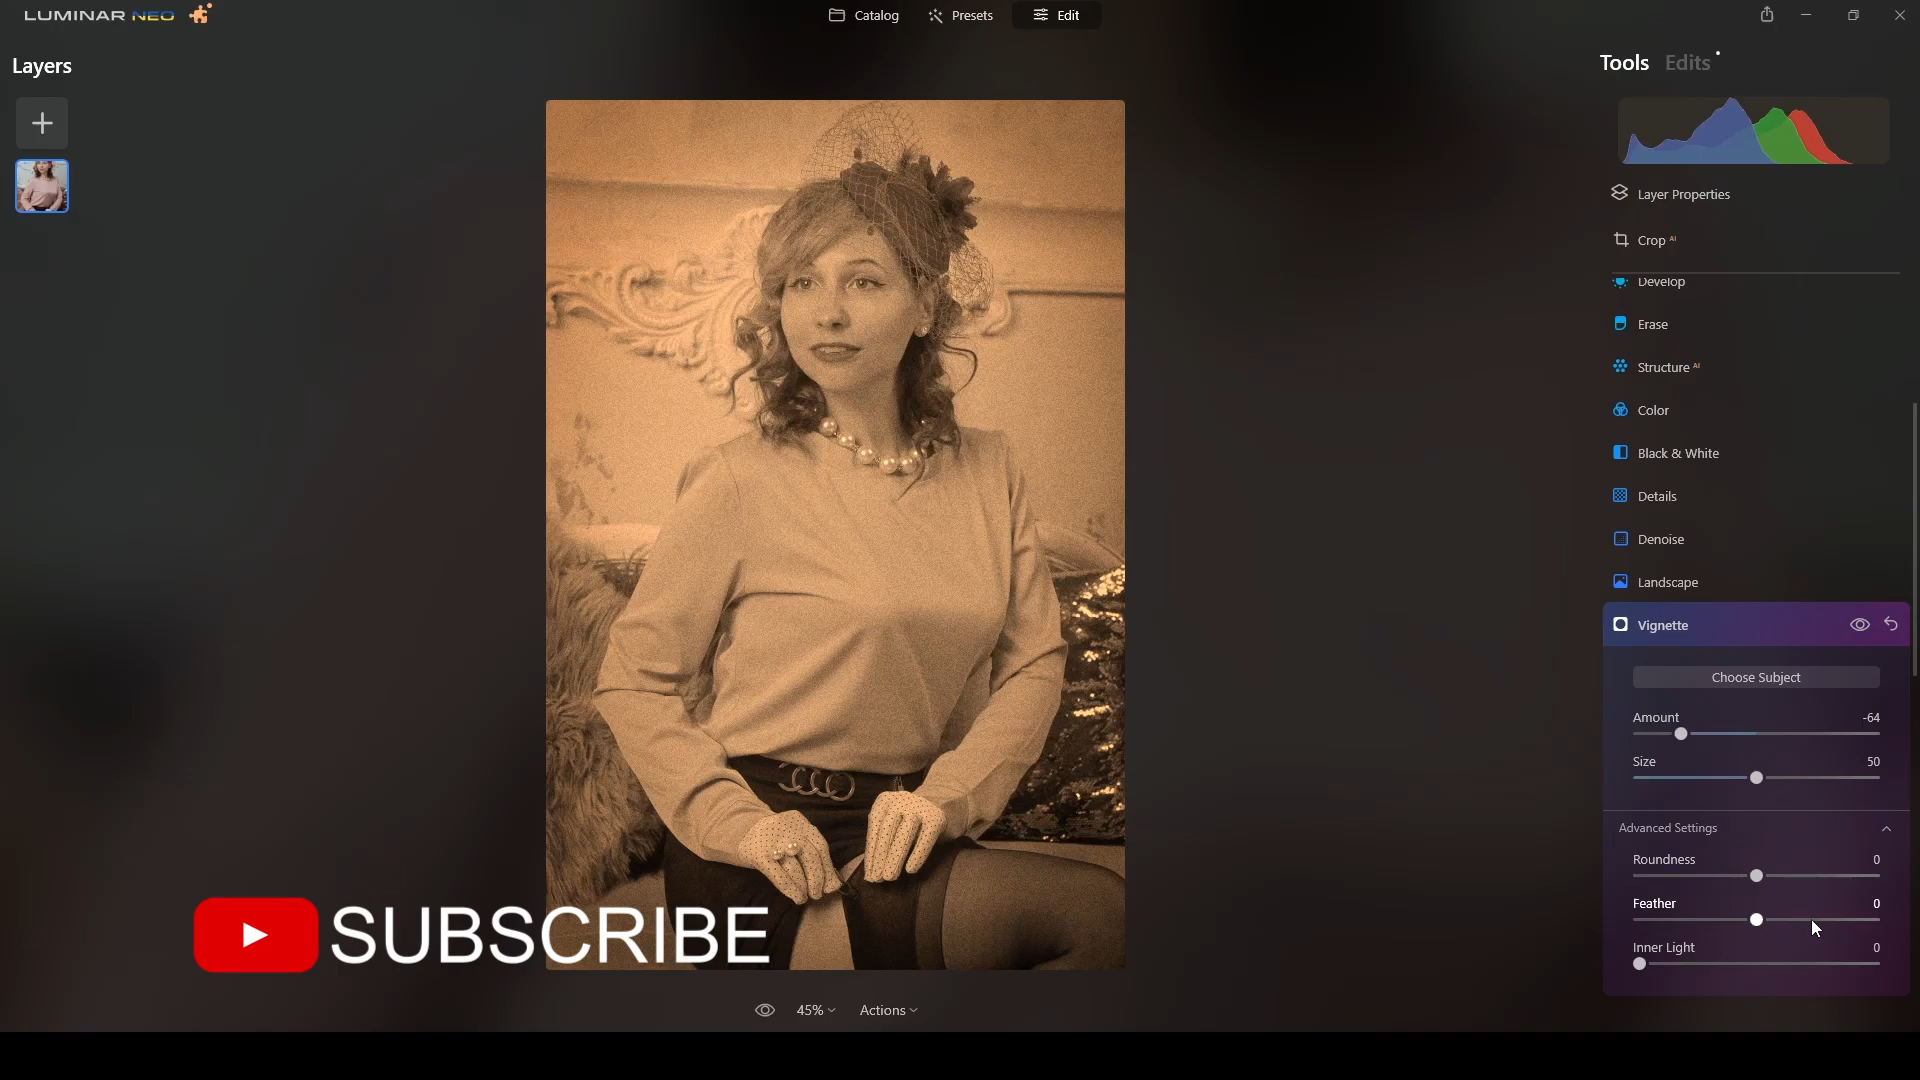 LUMINAR NEO
Catalog
Presets
Edit
Layers
Tools
Edits
Layer Properties
Crop AI
Develop
Erase
Structure AI
Color
Black & White
Details
Denoise
Landscape
Vignette
Choose Subject
Amount -64
Size 50
Advanced Settings
Roundness 0
Feather 0
Inner Light 0
SUBSCRIBE
45%
Actions